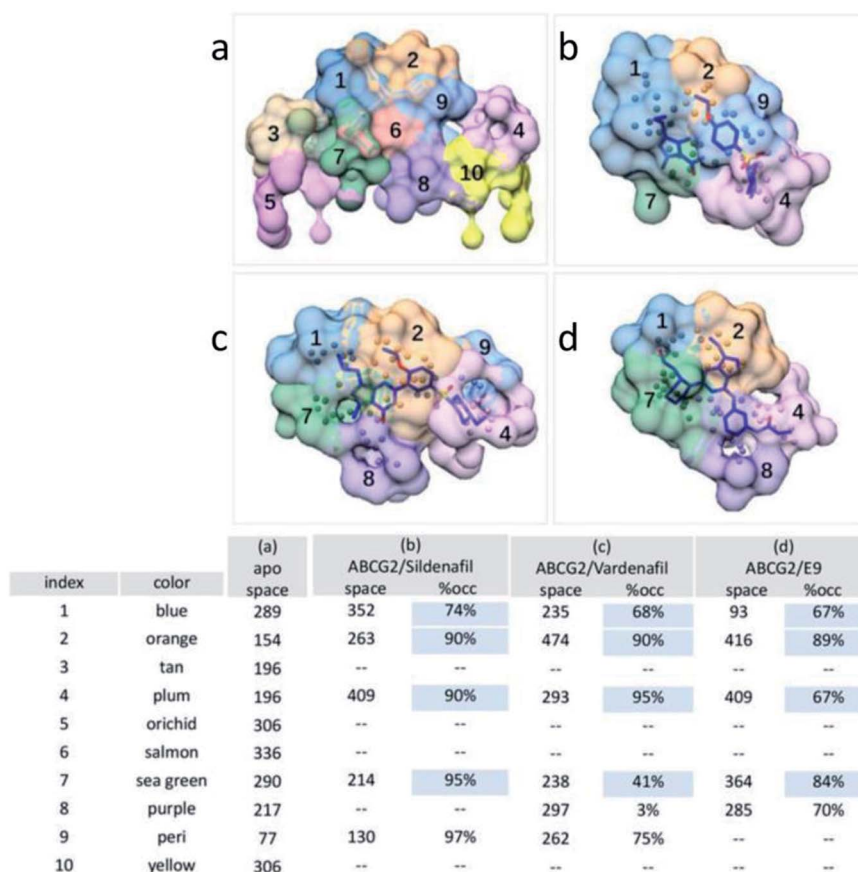 a
1
2
3
4
5
6
7
8
9
10
b
1
2
9
7
4
c
1
2
9
7
4
8
d
1
2
7
4
8
(a) (b) (c) (d)
apo ABCG2/Sildenafil ABCG2/Vardenafil ABCG2/E9
index color space space %occ space %occ space %occ
1 blue 289 352 74% 235 68% 93 67%
2 orange 154 263 90% 474 90% 416 89%
3 tan 196 -- -- -- -- -- --
4 plum 196 409 90% 293 95% 409 67%
5 orichid 306 -- -- -- -- -- --
6 salmon 336 -- -- -- -- -- --
7 sea green 290 214 95% 238 41% 364 84%
8 purple 217 -- -- 297 3% 285 70%
9 peri 77 130 97% 262 75% -- --
10 yellow 306 -- -- -- -- -- --